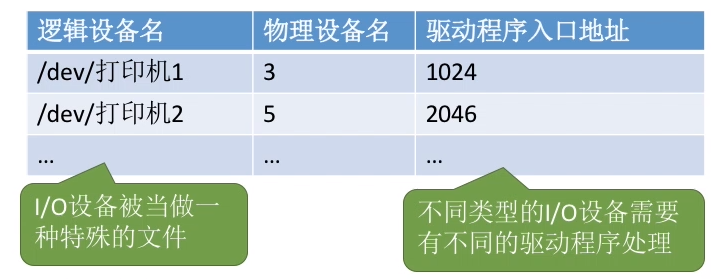 逻辑设备名 物理设备名 驱动程序入口地址
/dev/打印机1 3 1024
/dev/打印机2 5 2046
... ... ...
I/O设备被当做一
种特殊的文件
不同类型的I/O设备需要
有不同的驱动程序处理